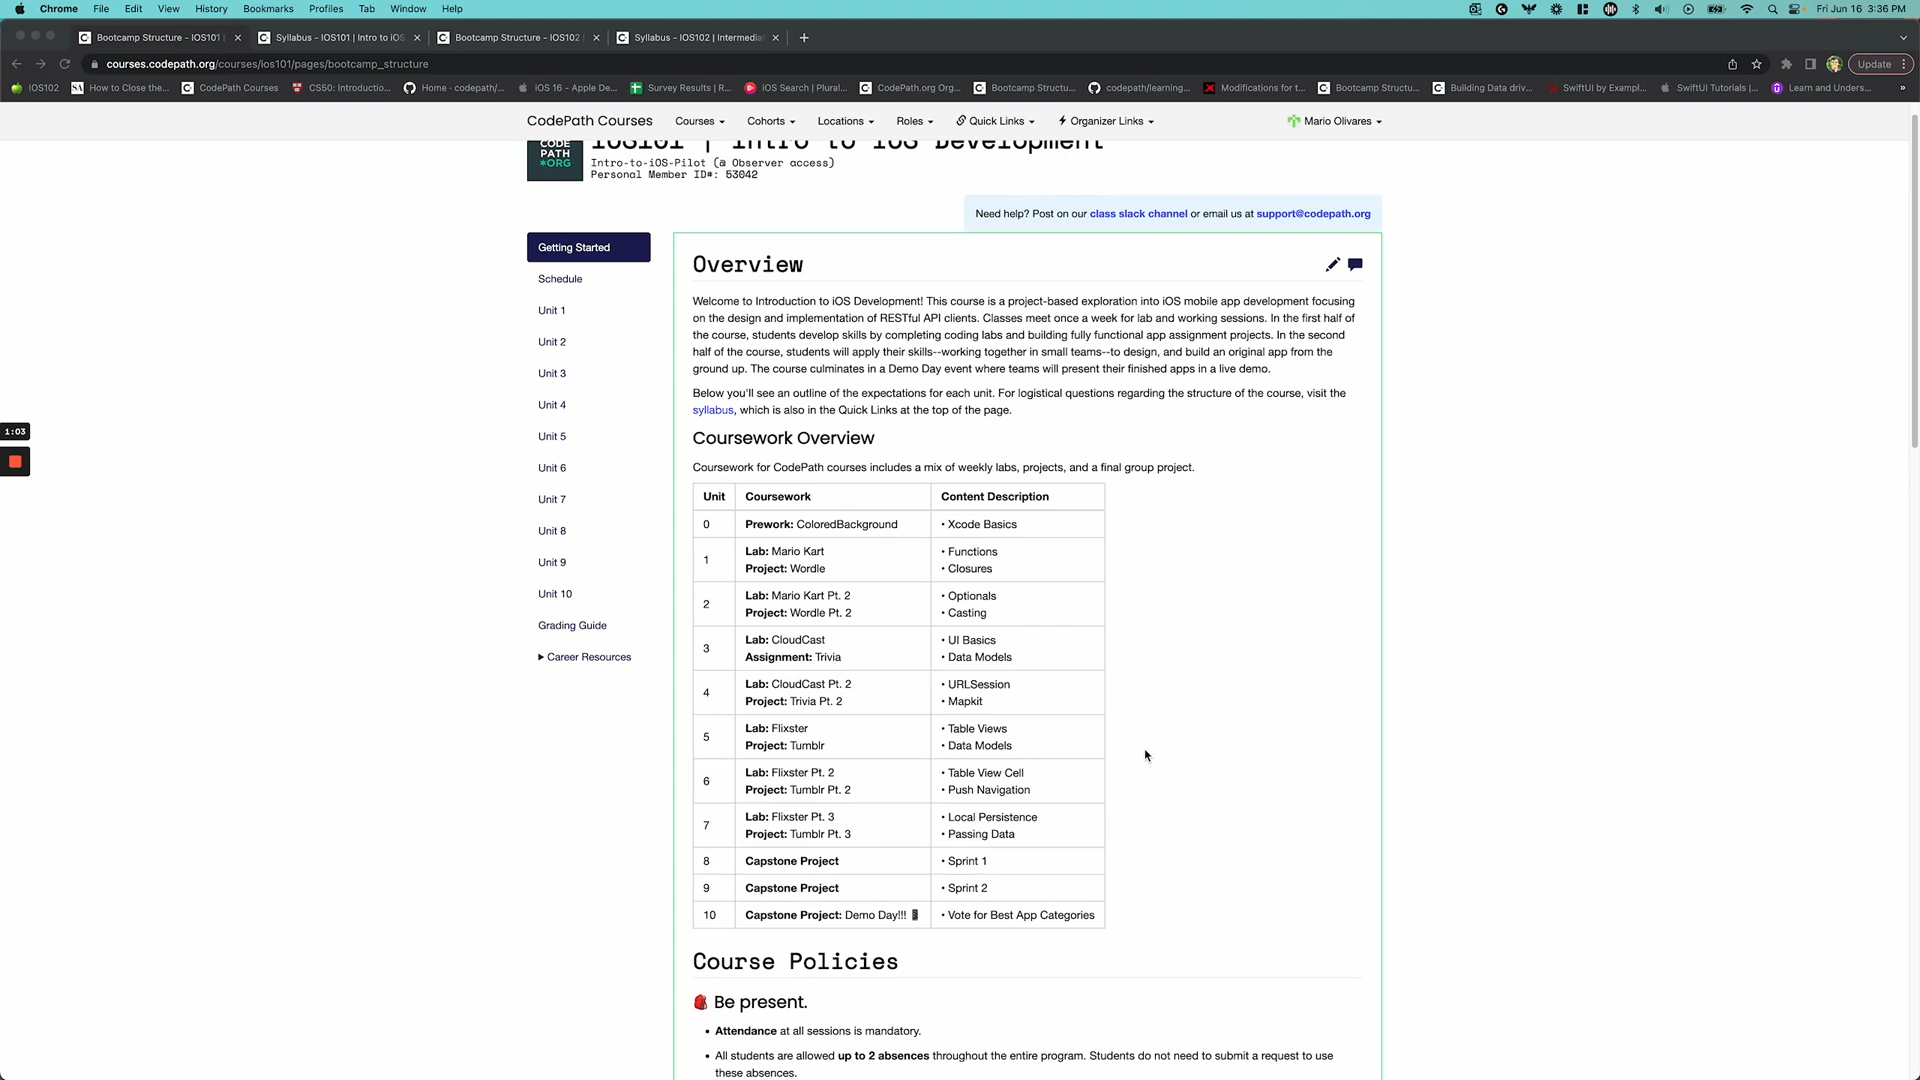 Chrome File Edit View History Bookmarks Profiles Tab Window Help Fri Jun 16 3:36 PM
Bootcamp Structure - IOS101 | Syllabus - IOS101 | Intro to iOS Bootcamp Structure - IOS102 Syllabus - IOS102 | Intermedia
courses.codepath.org/courses/ios101/pages/bootcamp_structure Update
IOS102 How to Close the... CodePath Courses CS50: Introductio... Home · codepath/... iOS 16 - Apple De... Survey Results | R... iOS Search | Plural... CodePath.org Org... Bootcamp Structu... codepath/learning... Modifications for t... Bootcamp Structu... Building Data driv... SwiftUI by Exampl... SwiftUI Tutorials |... Learn and Unders... »
CodePath Courses Courses Cohorts Locations Roles Quick Links Organizer Links Mario Olivares
CODE PATH *ORG
iOS101 | Intro to iOS Development
Intro-to-iOS-Pilot (@ Observer access)
Personal Member ID#: 53042
Need help? Post on our class slack channel or email us at support@codepath.org
1:03
Getting Started
Schedule
Unit 1
Unit 2
Unit 3
Unit 4
Unit 5
Unit 6
Unit 7
Unit 8
Unit 9
Unit 10
Grading Guide
Career Resources
Overview
Welcome to Introduction to iOS Development! This course is a project-based exploration into iOS mobile app development focusing
on the design and implementation of RESTful API clients. Classes meet once a week for lab and working sessions. In the first half of
the course, students develop skills by completing coding labs and building fully functional app assignment projects. In the second
half of the course, students will apply their skills--working together in small teams--to design, and build an original app from the
ground up. The course culminates in a Demo Day event where teams will present their finished apps in a live demo.
Below you'll see an outline of the expectations for each unit. For logistical questions regarding the structure of the course, visit the
syllabus, which is also in the Quick Links at the top of the page.
Coursework Overview
Coursework for CodePath courses includes a mix of weekly labs, projects, and a final group project.
Unit Coursework Content Description
0 Prework: ColoredBackground • Xcode Basics
1 Lab: Mario Kart • Functions
Project: Wordle • Closures
2 Lab: Mario Kart Pt. 2 • Optionals
Project: Wordle Pt. 2 • Casting
3 Lab: CloudCast • UI Basics
Assignment: Trivia • Data Models
4 Lab: CloudCast Pt. 2 • URLSession
Project: Trivia Pt. 2 • Mapkit
5 Lab: Flixster • Table Views
Project: Tumblr • Data Models
6 Lab: Flixster Pt. 2 • Table View Cell
Project: Tumblr Pt. 2 • Push Navigation
7 Lab: Flixster Pt. 3 • Local Persistence
Project: Tumblr Pt. 3 • Passing Data
8 Capstone Project • Sprint 1
9 Capstone Project • Sprint 2
10 Capstone Project: Demo Day!!! 📱 • Vote for Best App Categories
Course Policies
🎒 Be present.
• Attendance at all sessions is mandatory.
• All students are allowed up to 2 absences throughout the entire program. Students do not need to submit a request to use
these absences.